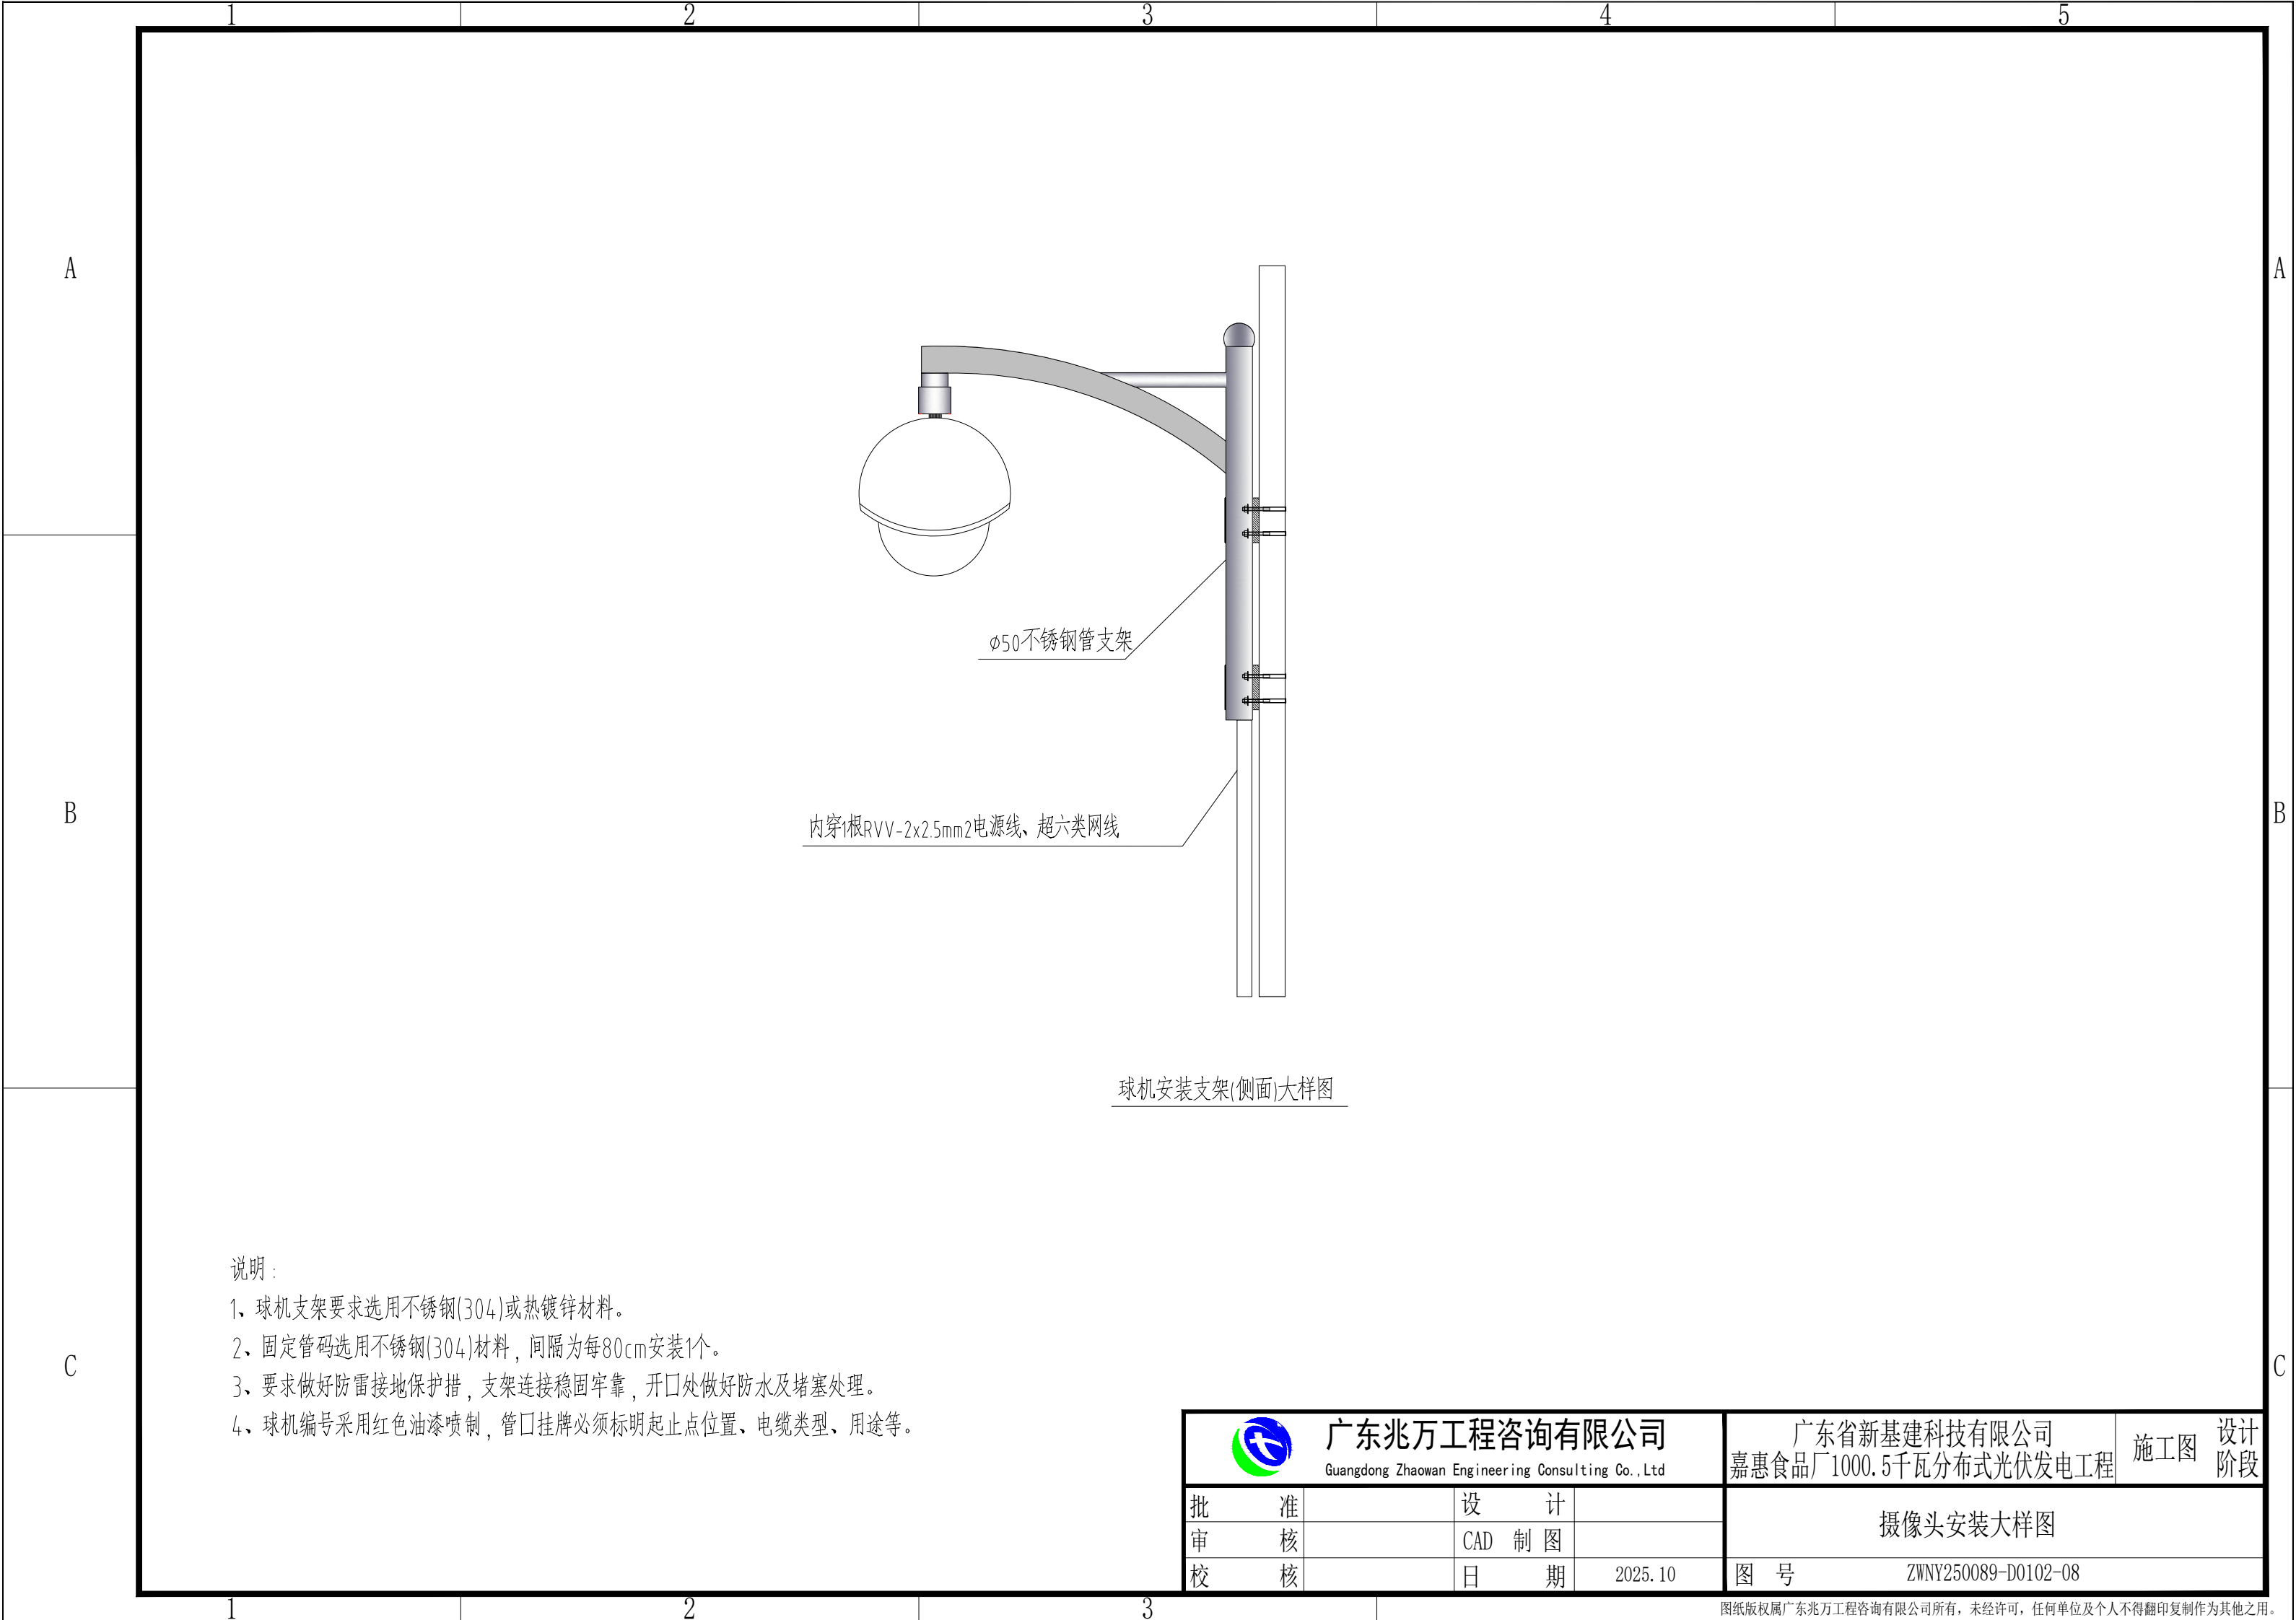 1 2 3 4 5
A A
φ50不锈钢管支架
B B
内穿1根RVV-2x2.5mm2电源线、超六类网线
球机安装支架(侧面)大样图
说明:
1、球机支架要求选用不锈钢(304)或热镀锌材料。
2、固定管码选用不锈钢(304)材料,间隔为每80cm安装1个。
C C
3、要求做好防雷接地保护措,支架连接稳固牢靠,开口处做好防水及堵塞处理。
4、球机编号采用红色油漆喷制,管口挂牌必须标明起止点位置、电缆类型、用途等。
广东兆万工程咨询有限公司
Guangdong Zhaowan Engineering Consulting Co.,Ltd
广东省新基建科技有限公司
嘉惠食品厂1000.5千瓦分布式光伏发电工程
施工图
设计
阶段
批 准 设 计
审 核 CAD 制 图
校 核 日 期 2025.10
摄像头安装大样图
图 号 ZWNY250089-D0102-08
1 2 3
图纸版权属广东兆万工程咨询有限公司所有，未经许可，任何单位及个人不得翻印复制作为其他之用。